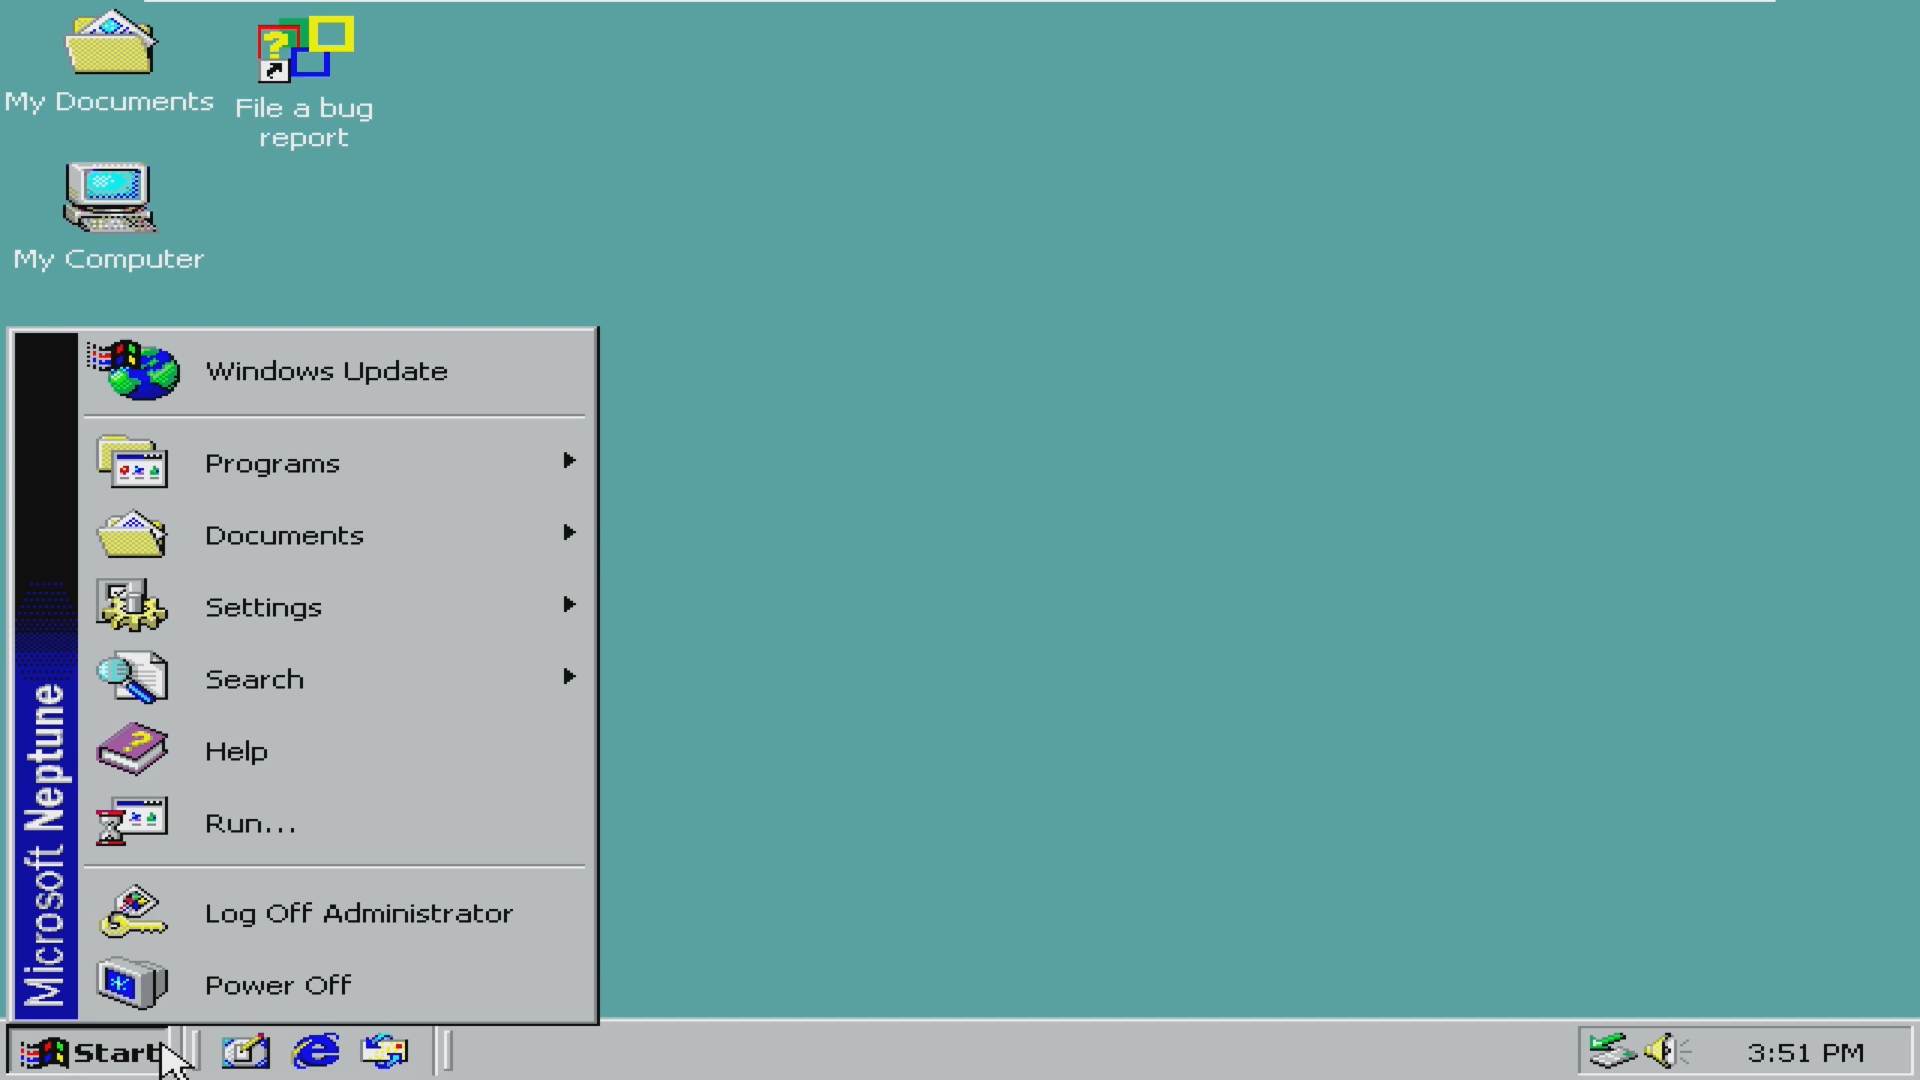 My Documents
File a bug
report
My Computer
Windows Update
Programs
Documents
Settings
Search
Help
Run...
Log Off Administrator
Power Off
Microsoft Neptune
Start
3:51 PM